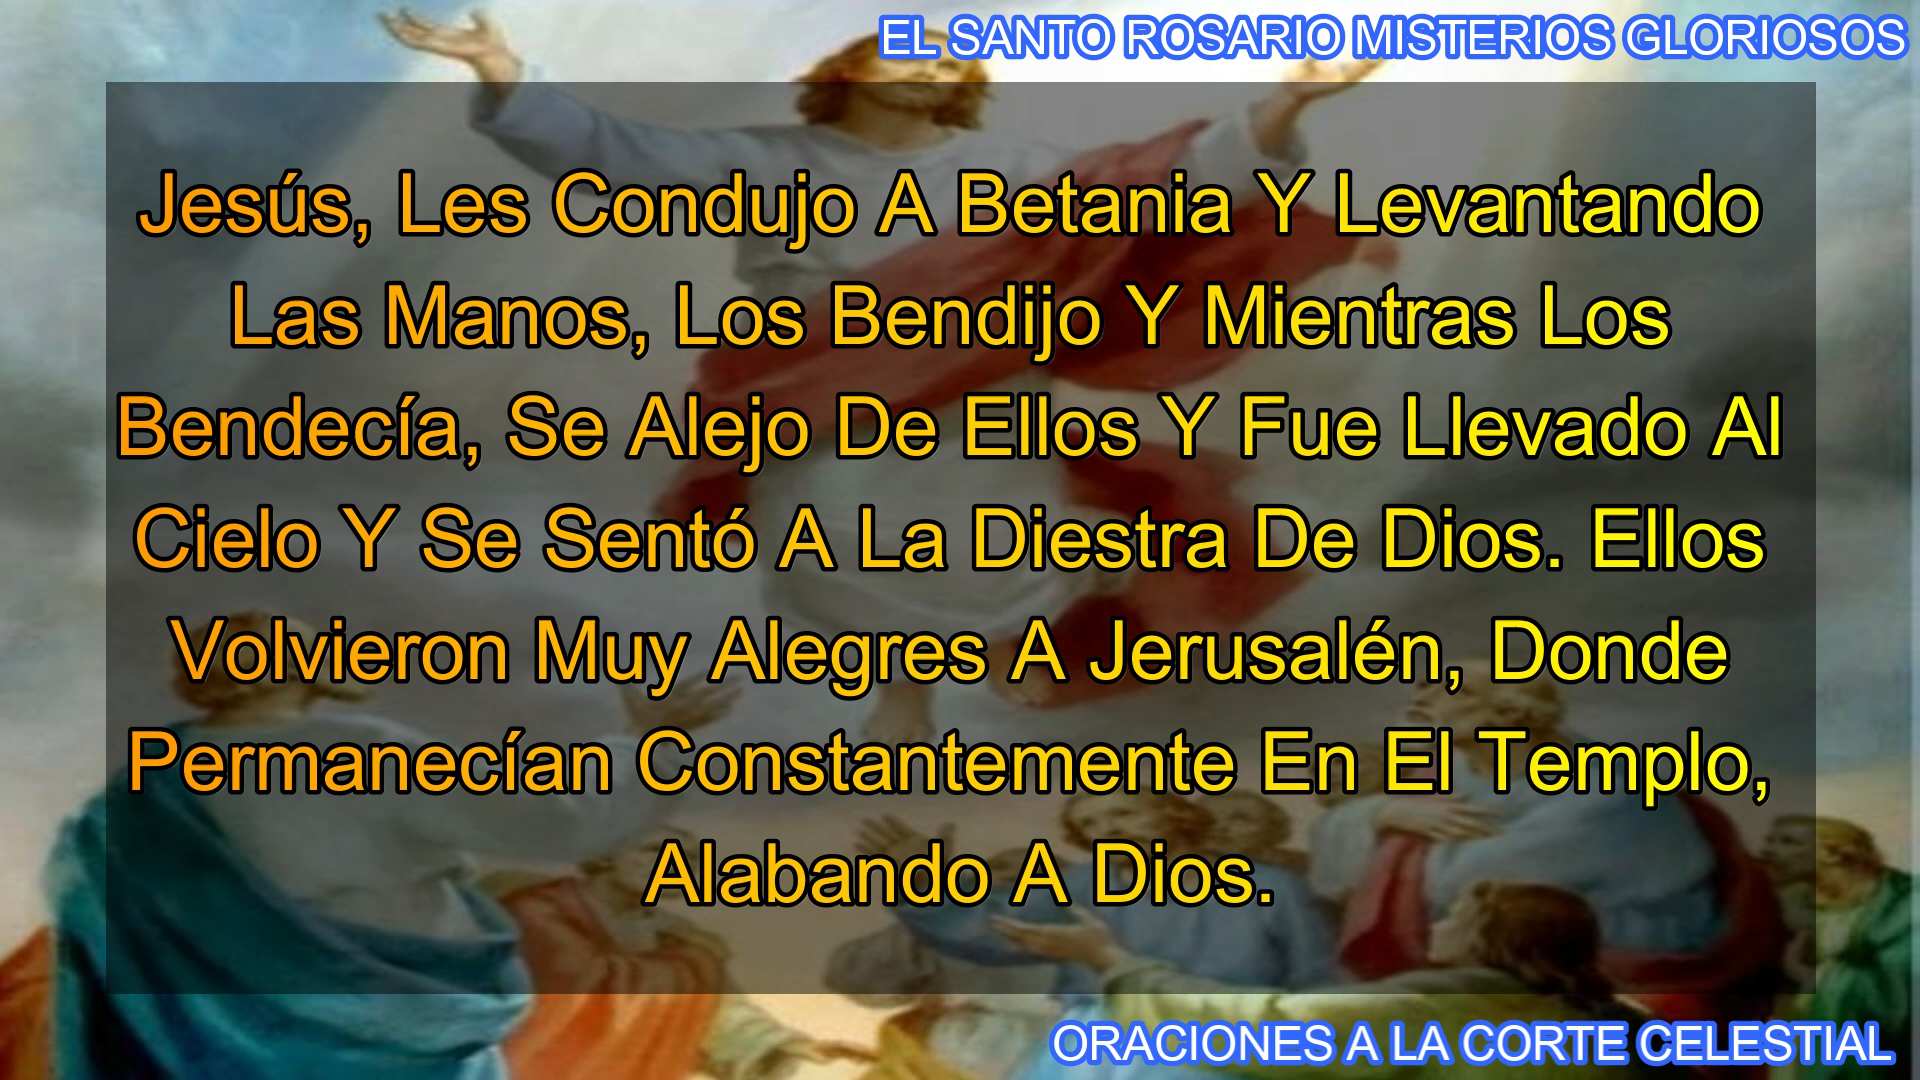 EL SANTO ROSARIO MISTERIOS GLORIOSOS
Jesús, Les Condujo A Betania Y Levantando
Las Manos, Los Bendijo Y Mientras Los
Bendecía, Se Alejo De Ellos Y Fue Llevado Al
Cielo Y Se Sentó A La Diestra De Dios. Ellos
Volvieron Muy Alegres A Jerusalén, Donde
Permanecían Constantemente En El Templo,
Alabando A Dios.
ORACIONES A LA CORTE CELESTIAL